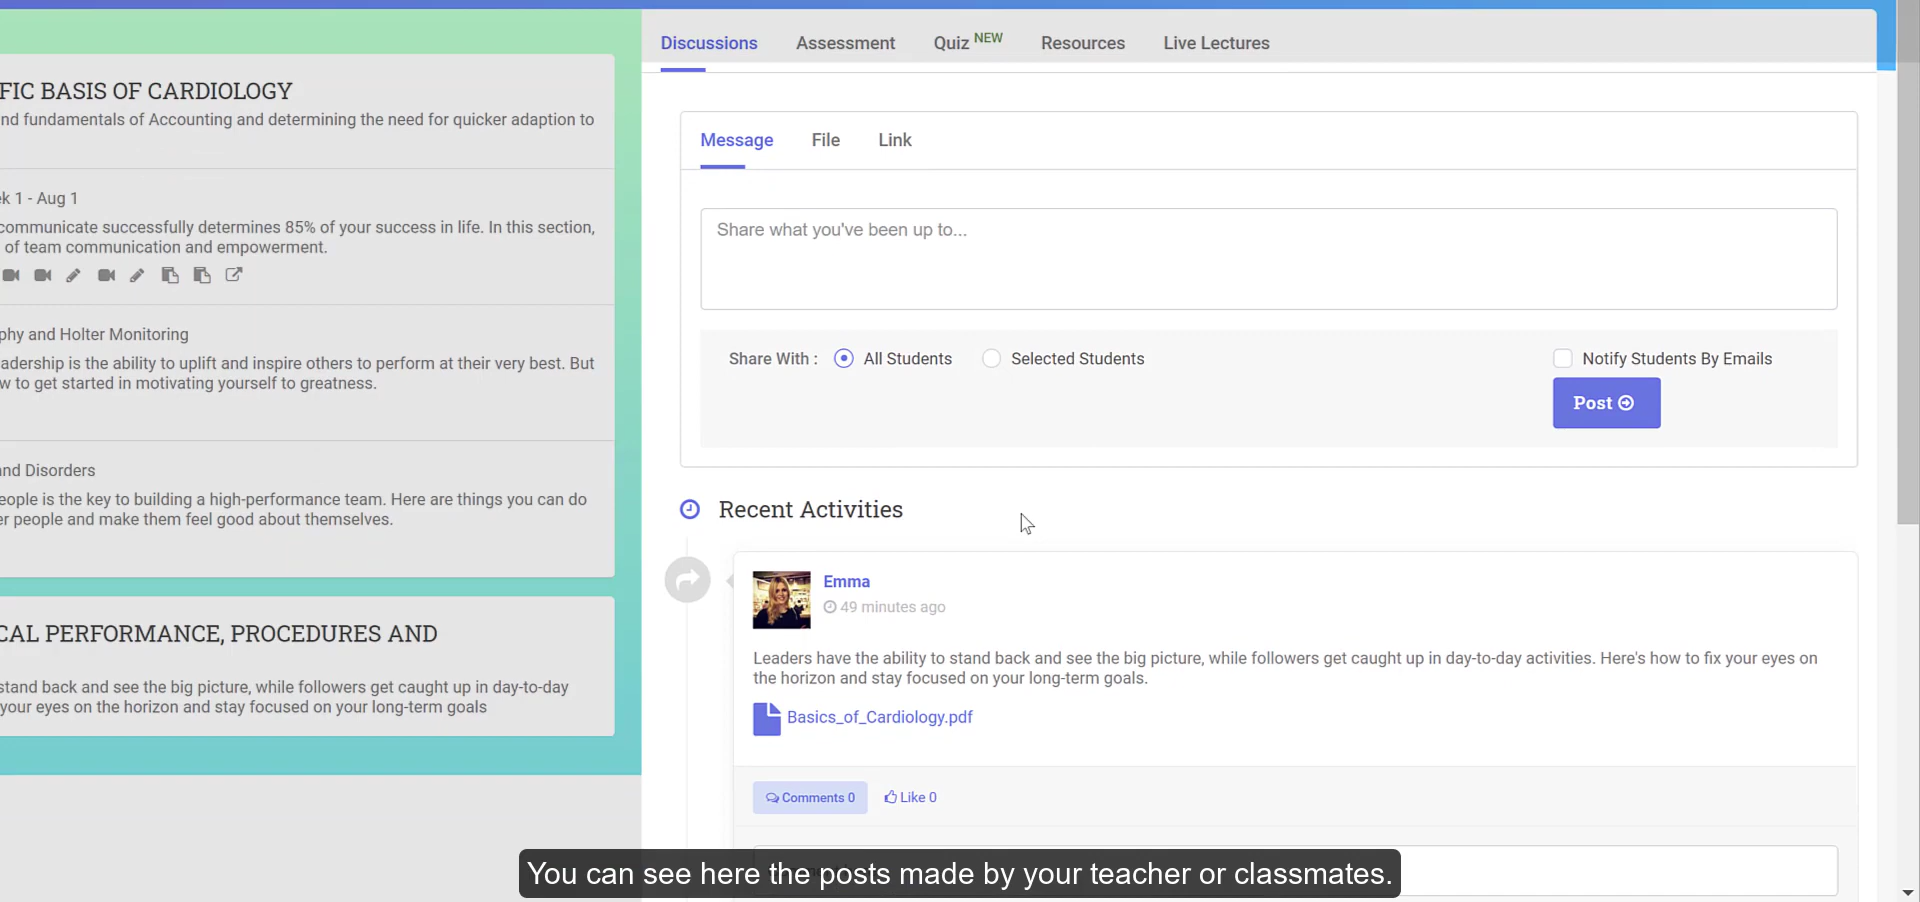 Discussions Assessment Quiz NEW Resources Live Lectures
FIC BASIS OF CARDIOLOGY
nd fundamentals of Accounting and determining the need for quicker adaption to
ek 1 - Aug 1
communicate successfully determines 85% of your success in life. In this section,
of team communication and empowerment.
phy and Holter Monitoring
eadership is the ability to uplift and inspire others to perform at their very best. But
w to get started in motivating yourself to greatness.
and Disorders
eople is the key to building a high-performance team. Here are things you can do
er people and make them feel good about themselves.
CAL PERFORMANCE, PROCEDURES AND
stand back and see the big picture, while followers get caught up in day-to-day
your eyes on the horizon and stay focused on your long-term goals
Message File Link
Share what you've been up to...
Share With : All Students Selected Students Notify Students By Emails
Post
Recent Activities
Emma
49 minutes ago
Leaders have the ability to stand back and see the big picture, while followers get caught up in day-to-day activities. Here's how to fix your eyes on
the horizon and stay focused on your long-term goals.
Basics_of_Cardiology.pdf
Comments 0 Like 0
You can see here the posts made by your teacher or classmates.